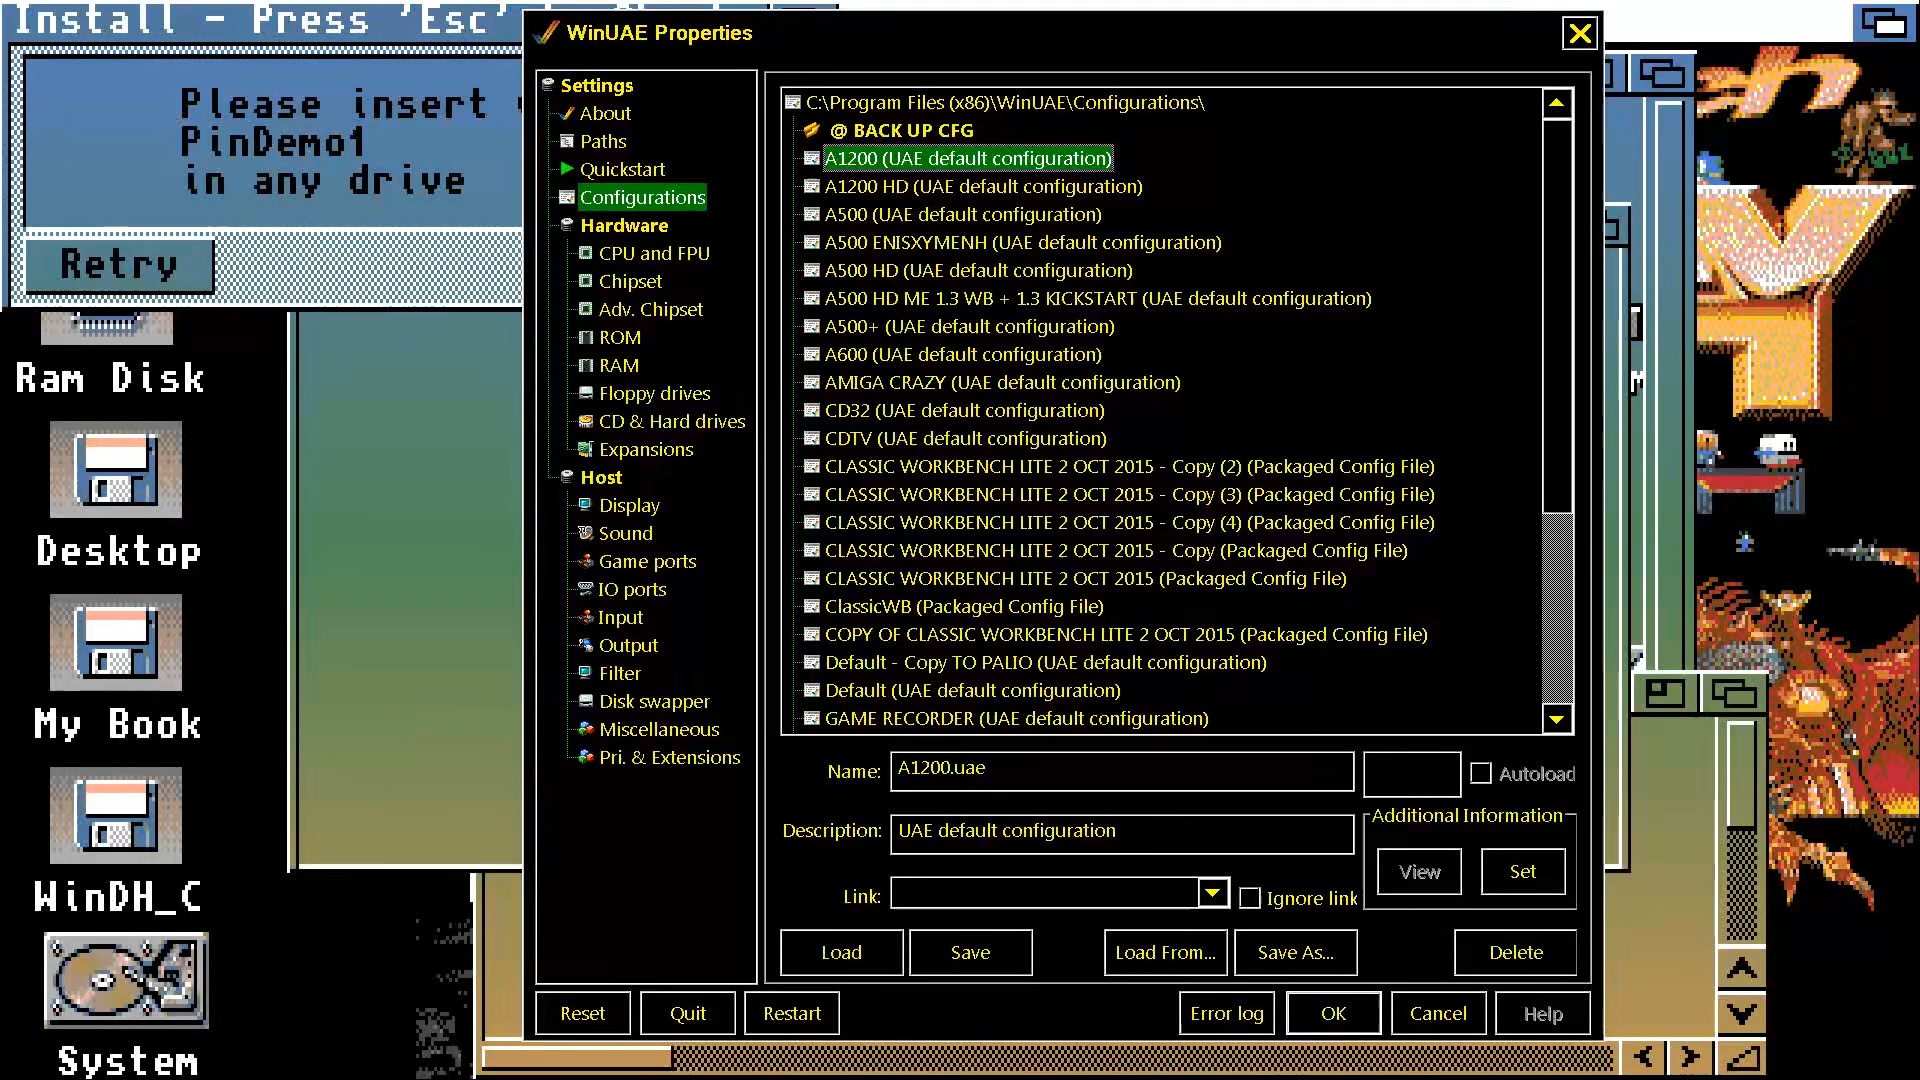 Install - Press 'Esc'
Please insert
PinDemo1
in any drive
Retry
Ram Disk
Desktop
My Book
WinDH_C
System
WinUAE Properties
Settings
About
Paths
Quickstart
Configurations
Hardware
CPU and FPU
Chipset
Adv. Chipset
ROM
RAM
Floppy drives
CD & Hard drives
Expansions
Host
Display
Sound
Game ports
IO ports
Input
Output
Filter
Disk swapper
Miscellaneous
Pri. & Extensions
C:\Program Files (x86)\WinUAE\Configurations\
@ BACK UP CFG
A1200 (UAE default configuration)
A1200 HD (UAE default configuration)
A500 (UAE default configuration)
A500 ENISXYMENH (UAE default configuration)
A500 HD (UAE default configuration)
A500 HD ME 1.3 WB + 1.3 KICKSTART (UAE default configuration)
A500+ (UAE default configuration)
A600 (UAE default configuration)
AMIGA CRAZY (UAE default configuration)
CD32 (UAE default configuration)
CDTV (UAE default configuration)
CLASSIC WORKBENCH LITE 2 OCT 2015 - Copy (2) (Packaged Config File)
CLASSIC WORKBENCH LITE 2 OCT 2015 - Copy (3) (Packaged Config File)
CLASSIC WORKBENCH LITE 2 OCT 2015 - Copy (4) (Packaged Config File)
CLASSIC WORKBENCH LITE 2 OCT 2015 - Copy (Packaged Config File)
CLASSIC WORKBENCH LITE 2 OCT 2015 (Packaged Config File)
ClassicWB (Packaged Config File)
COPY OF CLASSIC WORKBENCH LITE 2 OCT 2015 (Packaged Config File)
Default - Copy TO PALIO (UAE default configuration)
Default (UAE default configuration)
GAME RECORDER (UAE default configuration)
Name: A1200.uae
Autoload
Description: UAE default configuration
Additional Information
View Set
Link:
Ignore link
Load Save Load From... Save As... Delete
Reset Quit Restart Error log OK Cancel Help